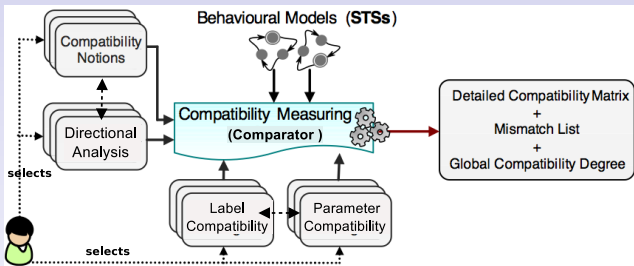 Behavioural Models (STSs)
Compatibility
Notions
Directional
Analysis
selects
Compatibility Measuring
(Comparator )
Detailed Compatibility Matrix
+
Mismatch List
+
Global Compatibility Degree
Label
Compatibility
Parameter
Compatibility
selects